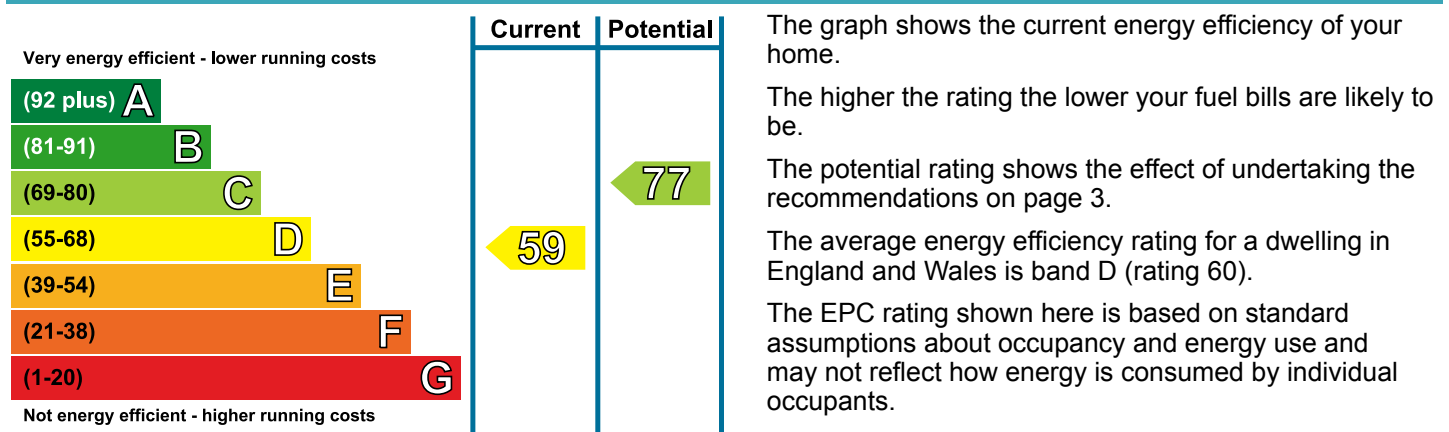 Current Potential
Very energy efficient - lower running costs
(92 plus) A
(81-91) B
(69-80) C
77
(55-68) D
59
(39-54) E
(21-38) F
(1-20) G
Not energy efficient - higher running costs
The graph shows the current energy efficiency of your
home.
The higher the rating the lower your fuel bills are likely to
be.
The potential rating shows the effect of undertaking the
recommendations on page 3.
The average energy efficiency rating for a dwelling in
England and Wales is band D (rating 60).
The EPC rating shown here is based on standard
assumptions about occupancy and energy use and
may not reflect how energy is consumed by individual
occupants.